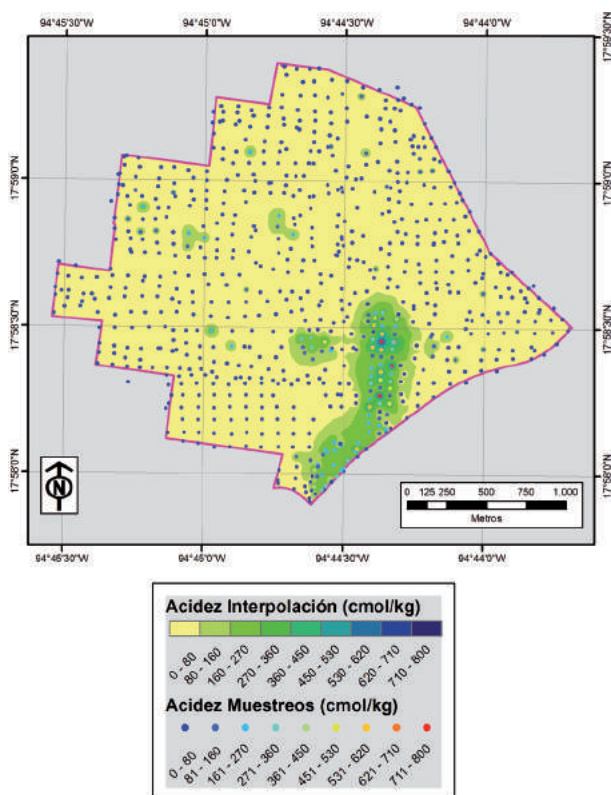 94°45'30"W 94°45'0"W 94°44'30"W 94°44'0"W
17°59'30"N
17°59'0"N 17°59'0"N
17°58'30"N 17°58'30"N
17°58'0"N 17°58'0"N
N
0 125 250 500 750 1.000
Metros
94°45'30"W 94°45'0"W 94°44'30"W 94°44'0"W
Acidez Interpolación (cmol/kg)
0 - 80 80 - 160 160 - 270 270 - 360 360 - 450 450 - 530 530 - 620 620 - 710 710 - 800
Acidez Muestreos (cmol/kg)
0 - 80 81 - 160 161 - 270 271 - 360 361 - 450 451 - 530 531 - 620 621 - 710 711 - 800